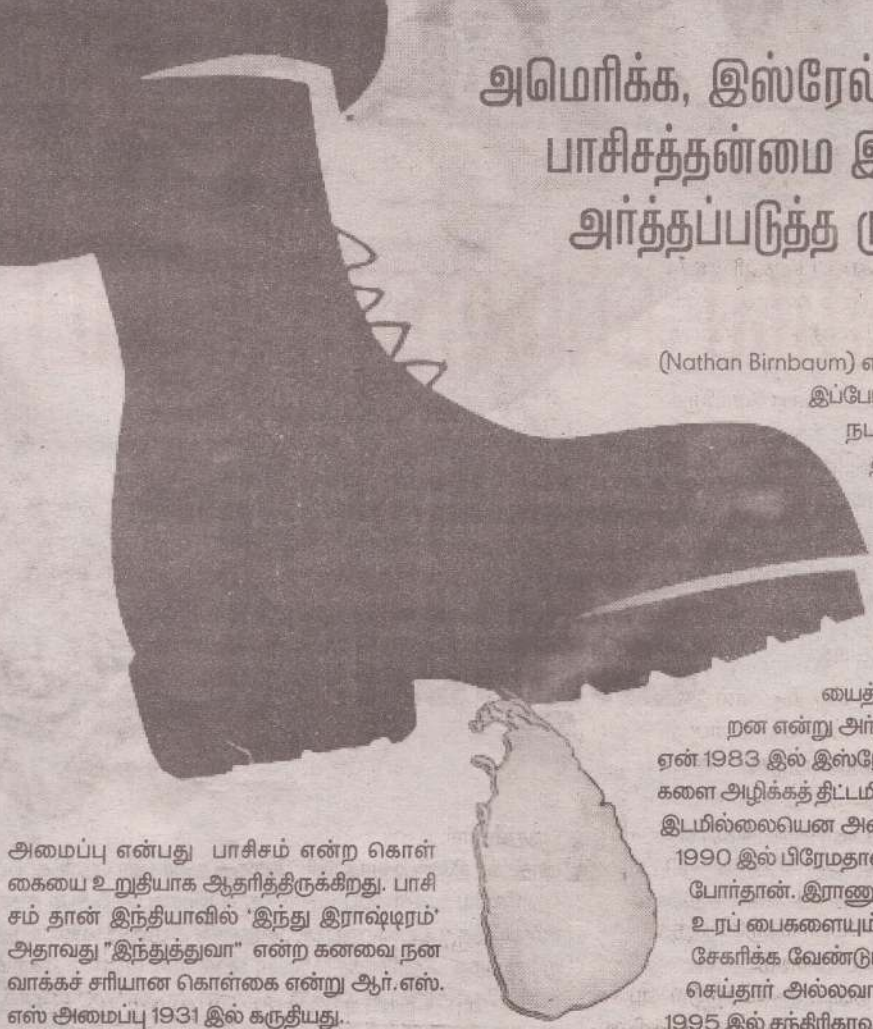 அமெரிக்க, இஸ்ரேல்
பாசிசத்தன்மை
அர்த்தப்படுத்த
(Nathan Birnbaum)
அமைப்பு என்பது பாசிசம் என்ற கொள்
கையை உறுதியாக ஆதரித்திருக்கிறது. பாசி
சம் தான் இந்தியாவில் ‘இந்து இராஷ்டிரம்’
அதாவது ”இந்துத்துவா” என்ற கனவை நன
வாக்கச் சரியான கொள்கை என்று ஆர்.எஸ்.
எஸ் அமைப்பு 1931 இல் கருதியது.
யைத்
றன என்று அர்
ஏன் 1983 இல் இஸ்ரே
களை அழிக்கத் திட்டமி
இடமில்லையென
1990 இல் பிரேமதா
போர்தான். இராணு
உரப் பைகளையும்
சேகரிக்க வேண்டு
செய்தார் அல்லவா
1995 இல் சந்திரிகாவ